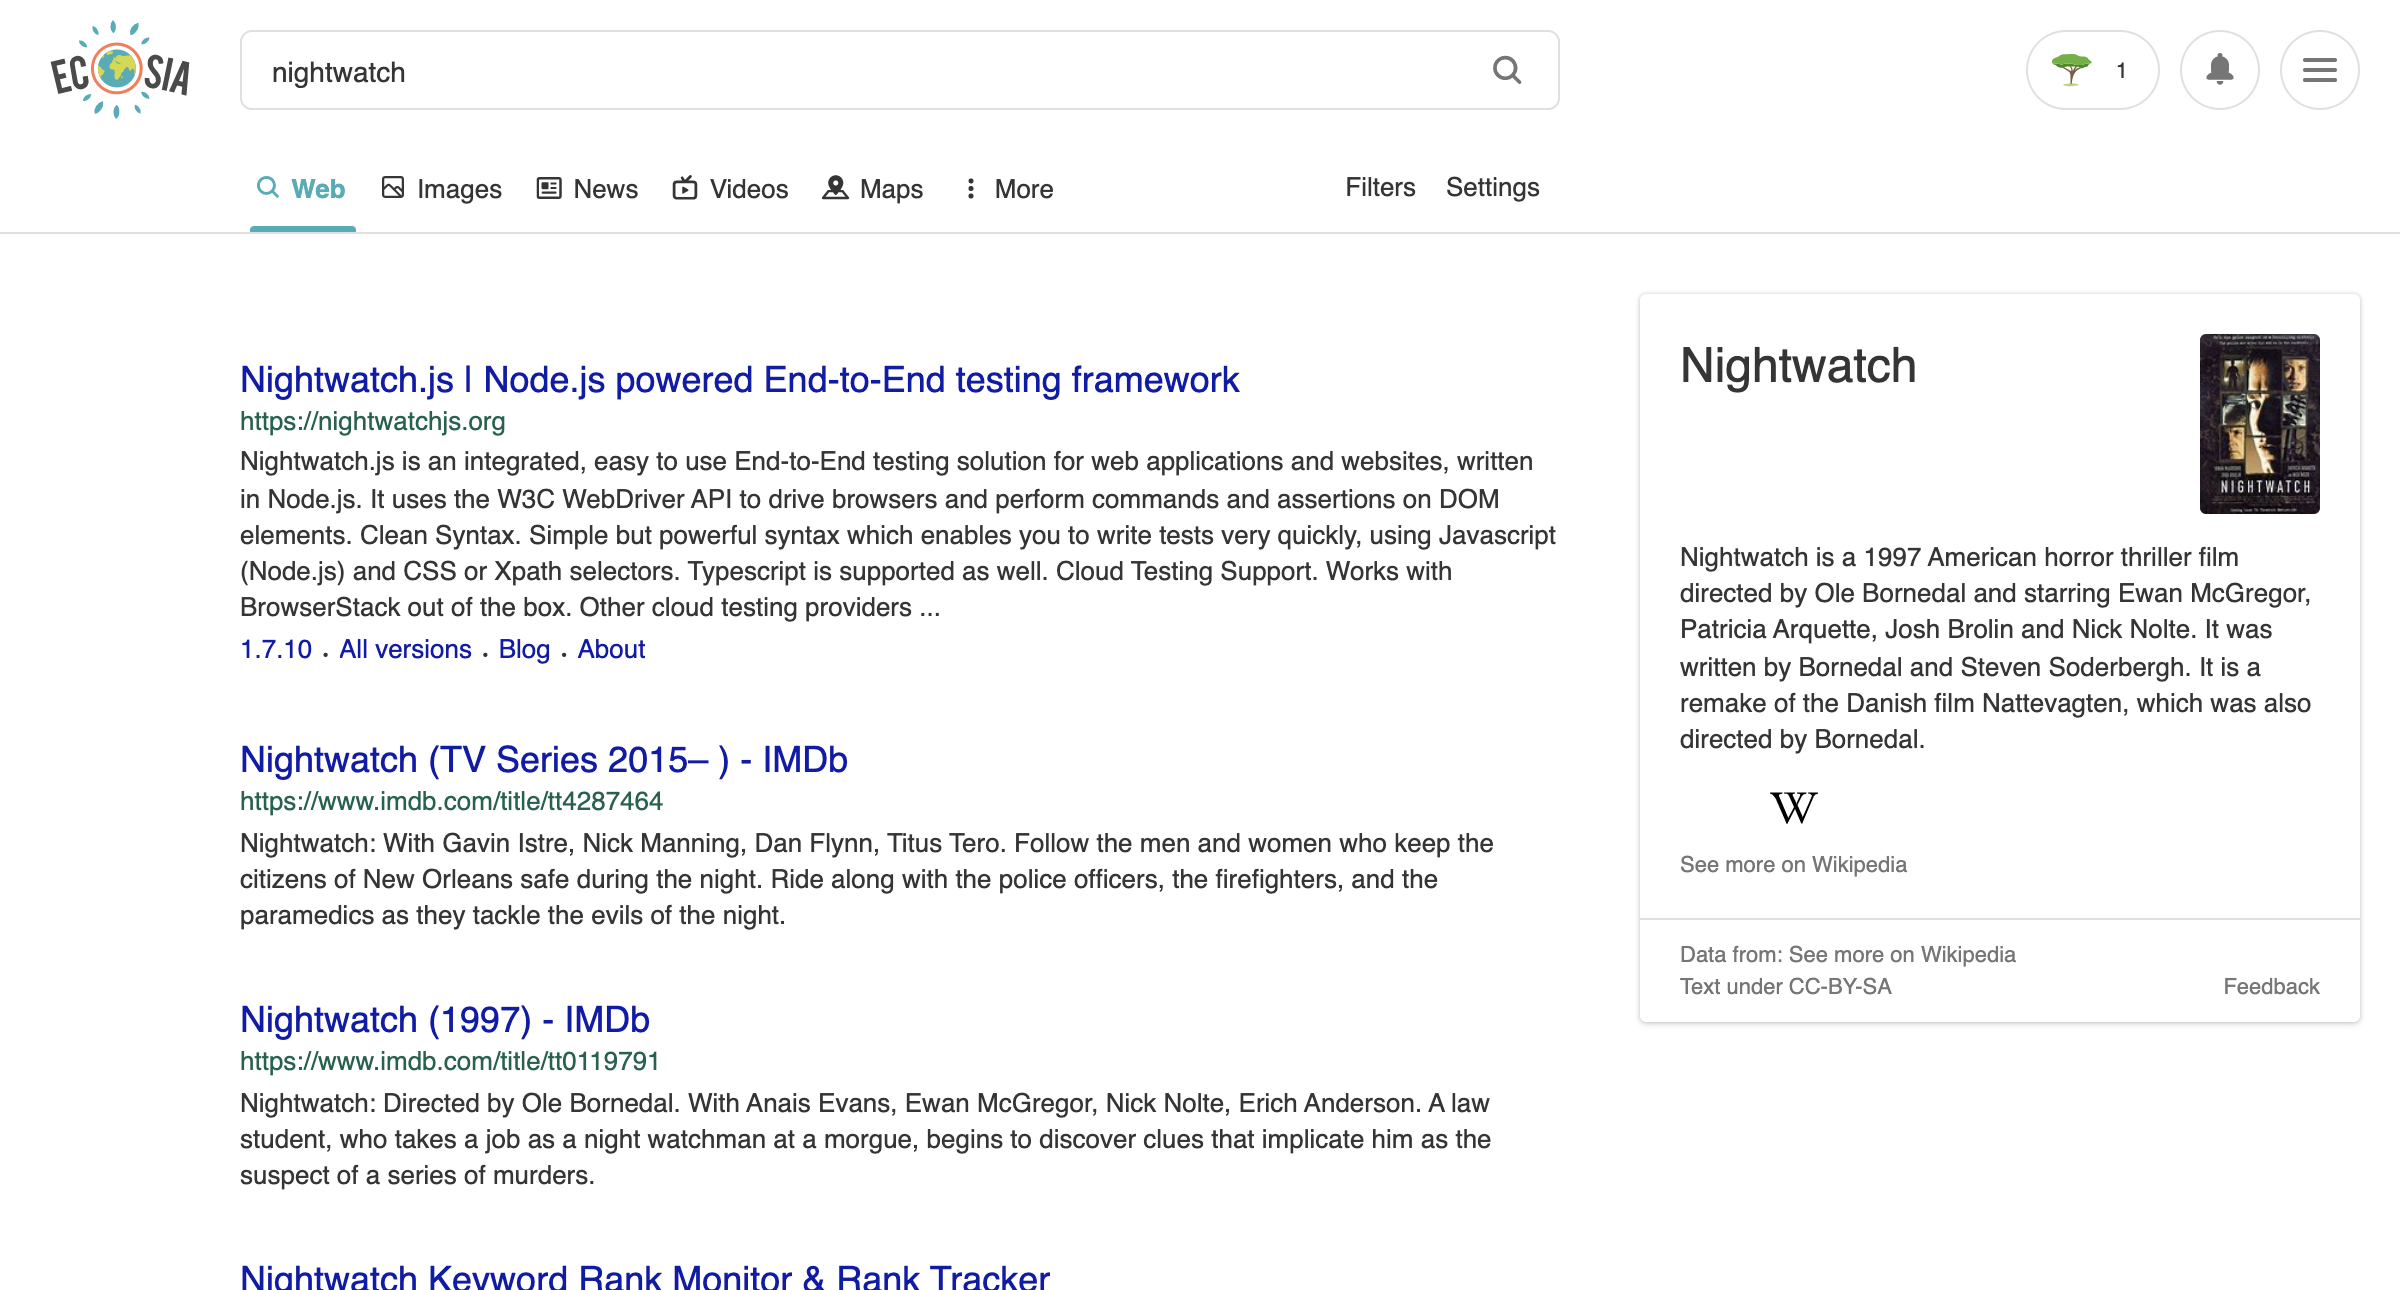 ECOSIA
nightwatch
1
Web
Images
News
Videos
Maps
More
Filters
Settings
Nightwatch.js | Node.js powered End-to-End testing framework
https://nightwatchjs.org
Nightwatch.js is an integrated, easy to use End-to-End testing solution for web applications and websites, written
in Node.js. It uses the W3C WebDriver API to drive browsers and perform commands and assertions on DOM
elements. Clean Syntax. Simple but powerful syntax which enables you to write tests very quickly, using Javascript
(Node.js) and CSS or Xpath selectors. Typescript is supported as well. Cloud Testing Support. Works with
BrowserStack out of the box. Other cloud testing providers ...
1.7.10 . All versions . Blog . About
Nightwatch (TV Series 2015– ) - IMDb
https://www.imdb.com/title/tt4287464
Nightwatch: With Gavin Istre, Nick Manning, Dan Flynn, Titus Tero. Follow the men and women who keep the
citizens of New Orleans safe during the night. Ride along with the police officers, the firefighters, and the
paramedics as they tackle the evils of the night.
Nightwatch (1997) - IMDb
https://www.imdb.com/title/tt0119791
Nightwatch: Directed by Ole Bornedal. With Anais Evans, Ewan McGregor, Nick Nolte, Erich Anderson. A law
student, who takes a job as a night watchman at a morgue, begins to discover clues that implicate him as the
suspect of a series of murders.
Nightwatch Keyword Rank Monitor & Rank Tracker
Nightwatch
NIGHTWATCH
Nightwatch is a 1997 American horror thriller film
directed by Ole Bornedal and starring Ewan McGregor,
Patricia Arquette, Josh Brolin and Nick Nolte. It was
written by Bornedal and Steven Soderbergh. It is a
remake of the Danish film Nattevagten, which was also
directed by Bornedal.
W
See more on Wikipedia
Data from: See more on Wikipedia
Text under CC-BY-SA
Feedback